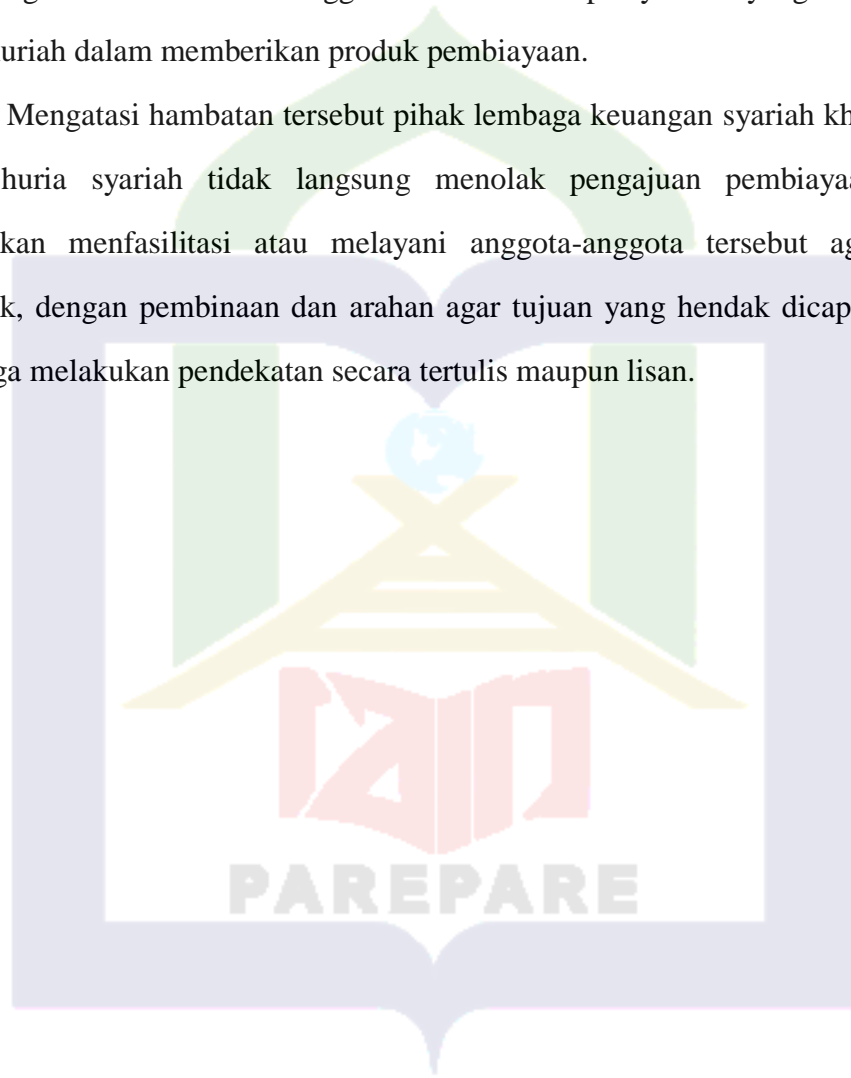 uriah dalam memberikan produk pembiayaan.
Mengatasi hambatan tersebut pihak lembaga keuangan syariah kh
huria syariah tidak langsung menolak pengajuan pembiayaa
kan menfasilitasi atau melayani anggota-anggota tersebut ag
k, dengan pembinaan dan arahan agar tujuan yang hendak dicap
ga melakukan pendekatan secara tertulis maupun lisan.
PAREPARE